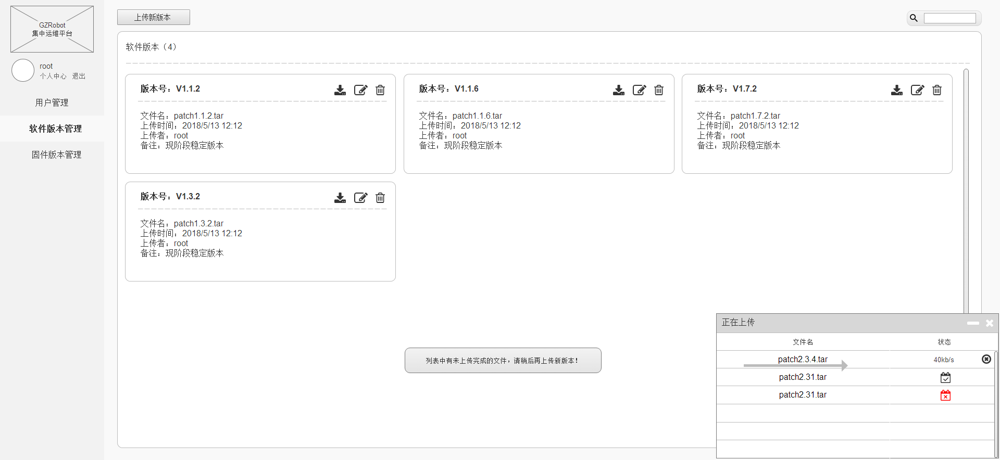 GZRobot
集中运维平台
root
个人中心 退出
用户管理
软件版本管理
固件版本管理
上传新版本
软件版本（4）
版本号：V1.1.2
文件名：patch1.1.2.tar
上传时间：2018/5/13 12:12
上传者：root
备注：现阶段稳定版本
版本号：V1.1.6
文件名：patch1.1.6.tar
上传时间：2018/5/13 12:12
上传者：root
备注：现阶段稳定版本
版本号：V1.7.2
文件名：patch1.7.2.tar
上传时间：2018/5/13 12:12
上传者：root
备注：现阶段稳定版本
版本号：V1.3.2
文件名：patch1.3.2.tar
上传时间：2018/5/13 12:12
上传者：root
备注：现阶段稳定版本
列表中有未上传完成的文件，请稍后再上传新版本！
正在上传
文件名 状态
patch2.3.4.tar 40kb/s
patch2.31.tar
patch2.31.tar